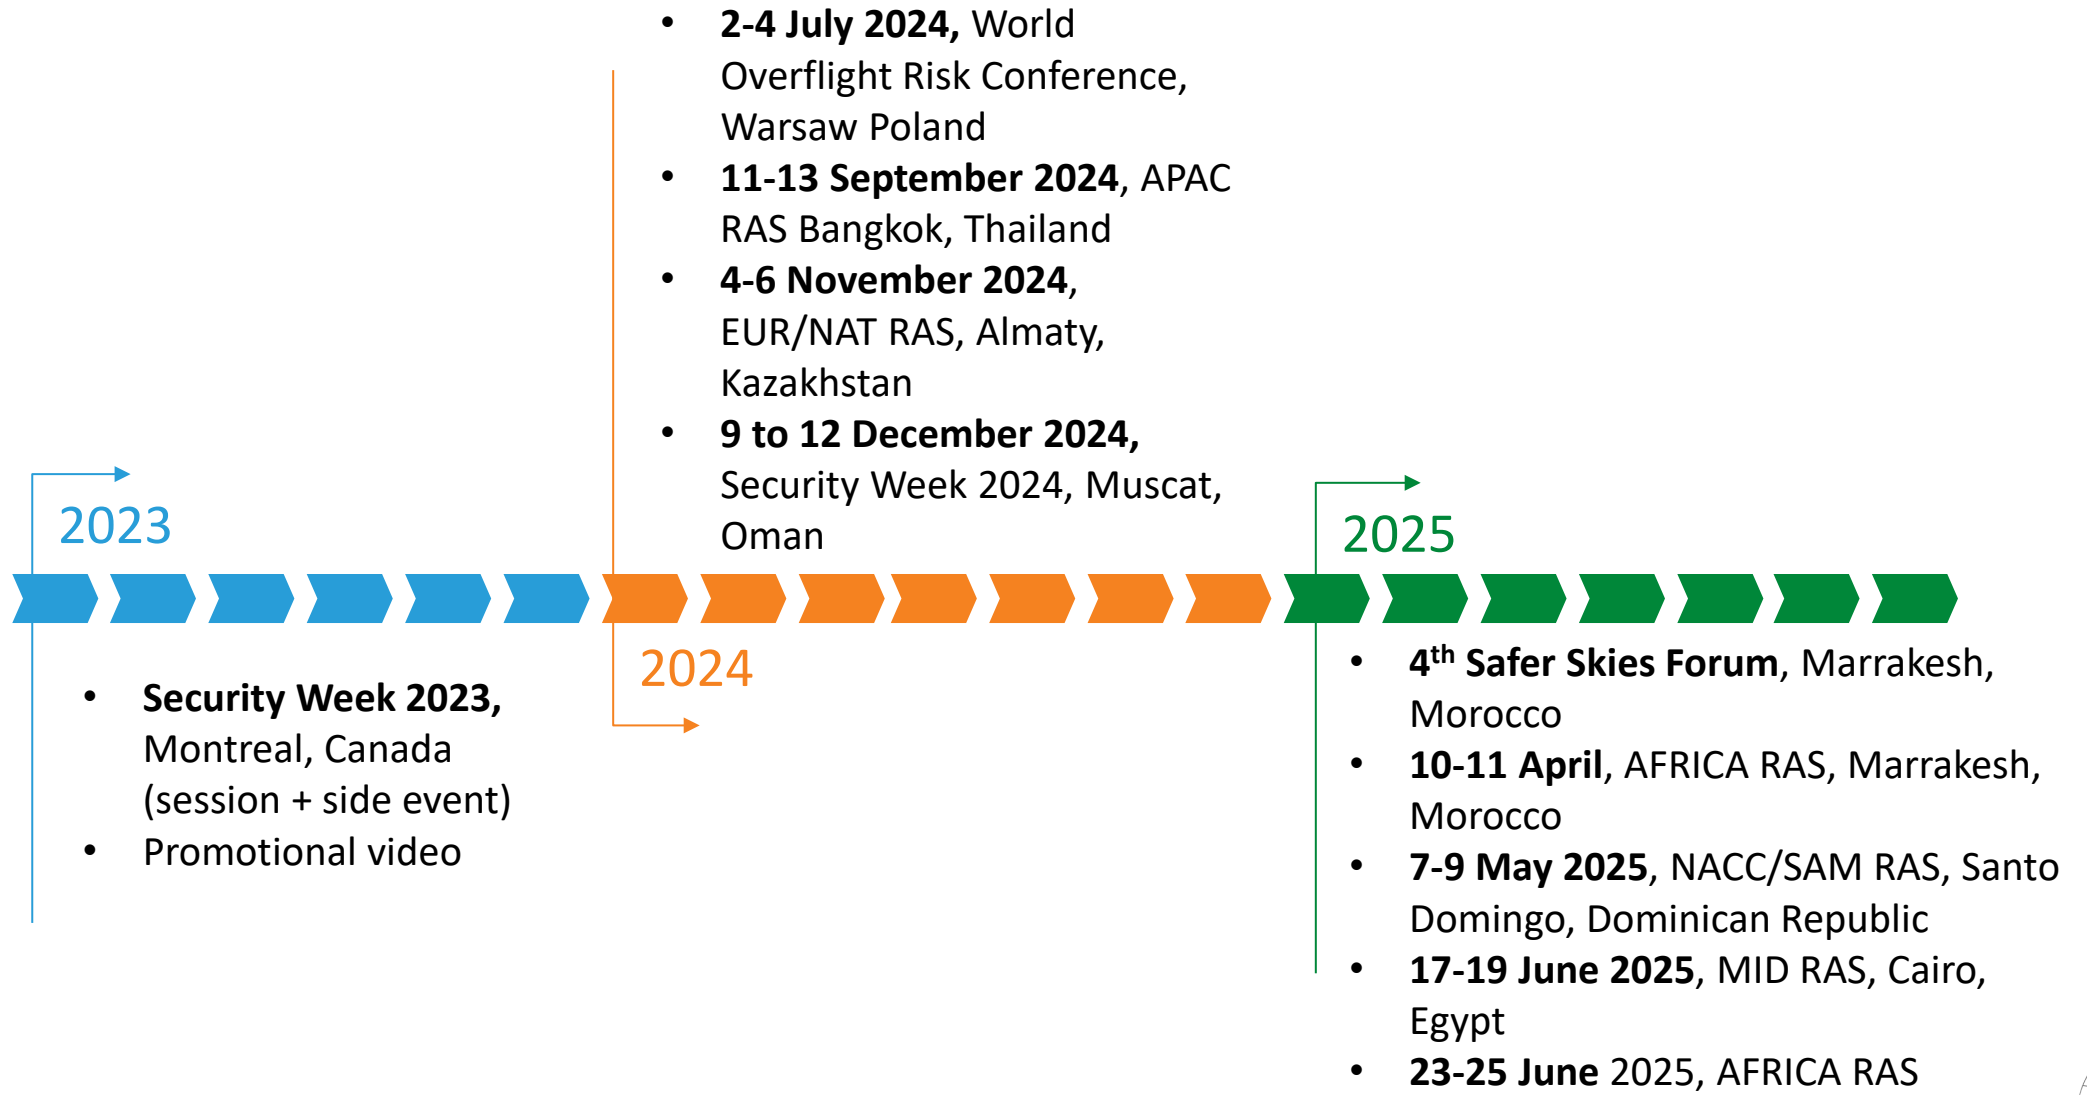 2023
• Security Week 2023,
Montreal, Canada
(session + side event)
• Promotional video
• 2-4 July 2024, World
Overflight Risk Conference,
Warsaw Poland
• 11-13 September 2024, APAC
RAS Bangkok, Thailand
• 4-6 November 2024,
EUR/NAT RAS, Almaty,
Kazakhstan
• 9 to 12 December 2024,
Security Week 2024, Muscat,
Oman
2024
2025
• 4th Safer Skies Forum, Marrakesh,
Morocco
• 10-11 April, AFRICA RAS, Marrakesh,
Morocco
• 7-9 May 2025, NACC/SAM RAS, Santo
Domingo, Dominican Republic
• 17-19 June 2025, MID RAS, Cairo,
Egypt
• 23-25 June 2025, AFRICA RAS